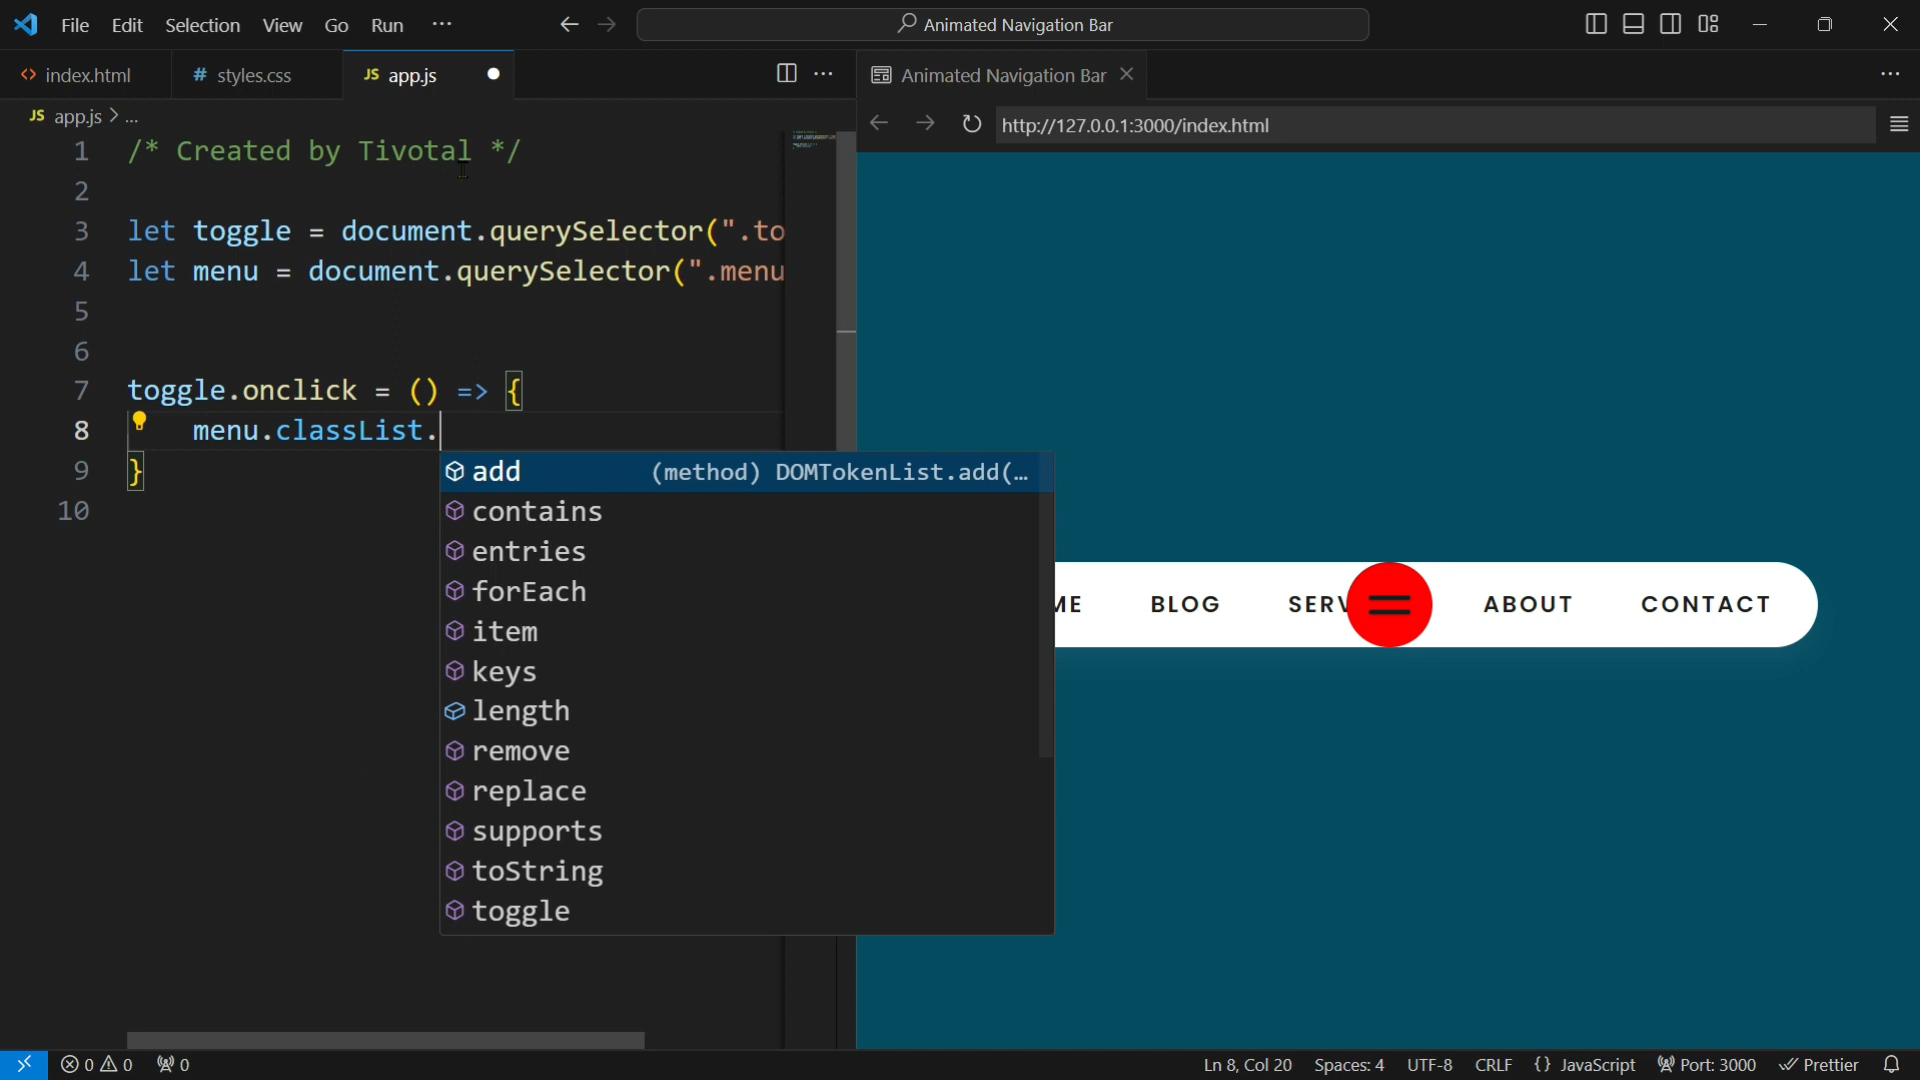 File Edit Selection View Go Run ···
Animated Navigation Bar
index.html
# styles.css
JS app.js
Animated Navigation Bar
JS app.js > ...
http://127.0.0.1:3000/index.html
1 /* Created by Tivotal */
2
3 let toggle = document.querySelector(".to
4 let menu = document.querySelector(".menu
5
6
7 toggle.onclick = () => {
8 menu.classList.
9 }
10
add (method) DOMTokenList.add(…
contains
entries
forEach
item
keys
length
remove
replace
supports
toString
toggle
ME BLOG SERV ABOUT CONTACT
0 0 0 Ln 8, Col 20 Spaces: 4 UTF-8 CRLF {} JavaScript Port: 3000 Prettier